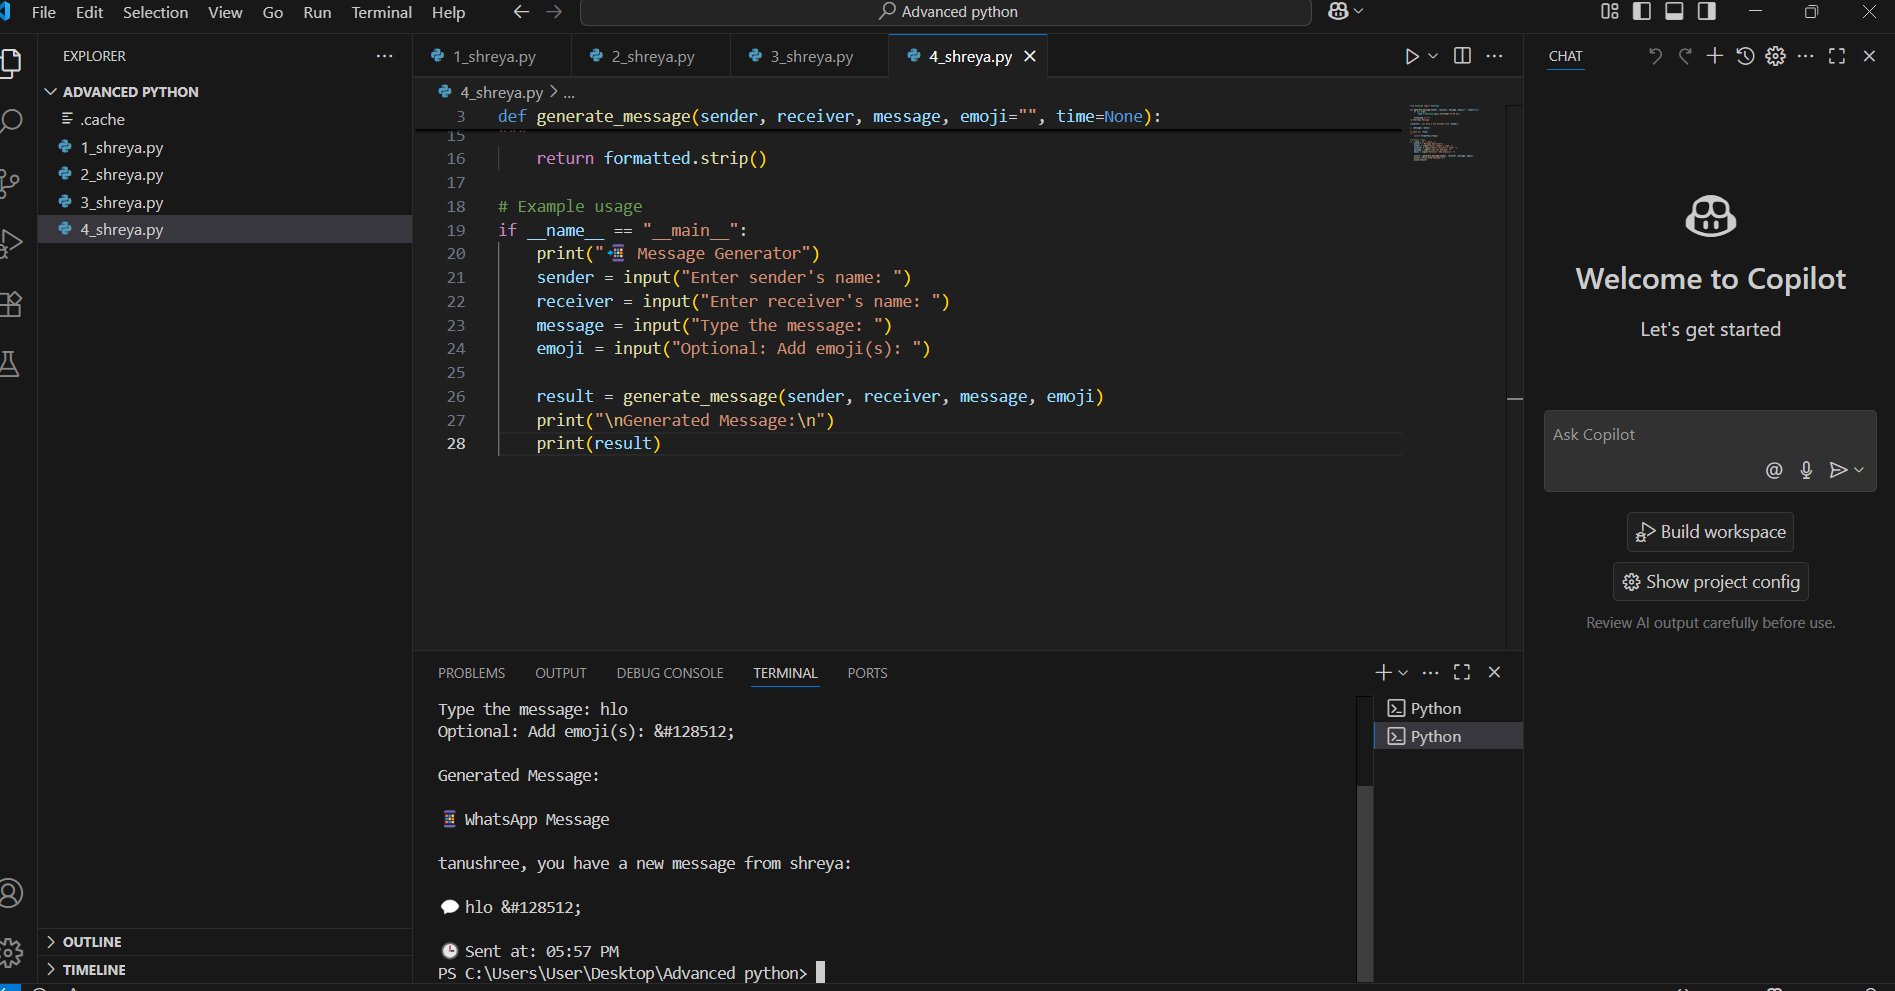 File Edit Selection View Go Run Terminal Help
Advanced python
EXPLORER
ADVANCED PYTHON
.cache
1_shreya.py
2_shreya.py
3_shreya.py
4_shreya.py
OUTLINE
TIMELINE
1_shreya.py 2_shreya.py 3_shreya.py 4_shreya.py
4_shreya.py > ...
3 def generate_message(sender, receiver, message, emoji="", time=None):
15
16 return formatted.strip()
17
18 # Example usage
19 if __name__ == "__main__":
20 print("📲 Message Generator")
21 sender = input("Enter sender's name: ")
22 receiver = input("Enter receiver's name: ")
23 message = input("Type the message: ")
24 emoji = input("Optional: Add emoji(s): ")
25
26 result = generate_message(sender, receiver, message, emoji)
27 print("\nGenerated Message:\n")
28 print(result)
PROBLEMS OUTPUT DEBUG CONSOLE TERMINAL PORTS
Type the message: hlo
Optional: Add emoji(s): &#128512;
Generated Message:
📱 WhatsApp Message
tanushree, you have a new message from shreya:
💬 hlo &#128512;
🕒 Sent at: 05:57 PM
PS C:\Users\User\Desktop\Advanced python>
Python
Python
CHAT
Welcome to Copilot
Let's get started
Ask Copilot
@
Build workspace
Show project config
Review AI output carefully before use.